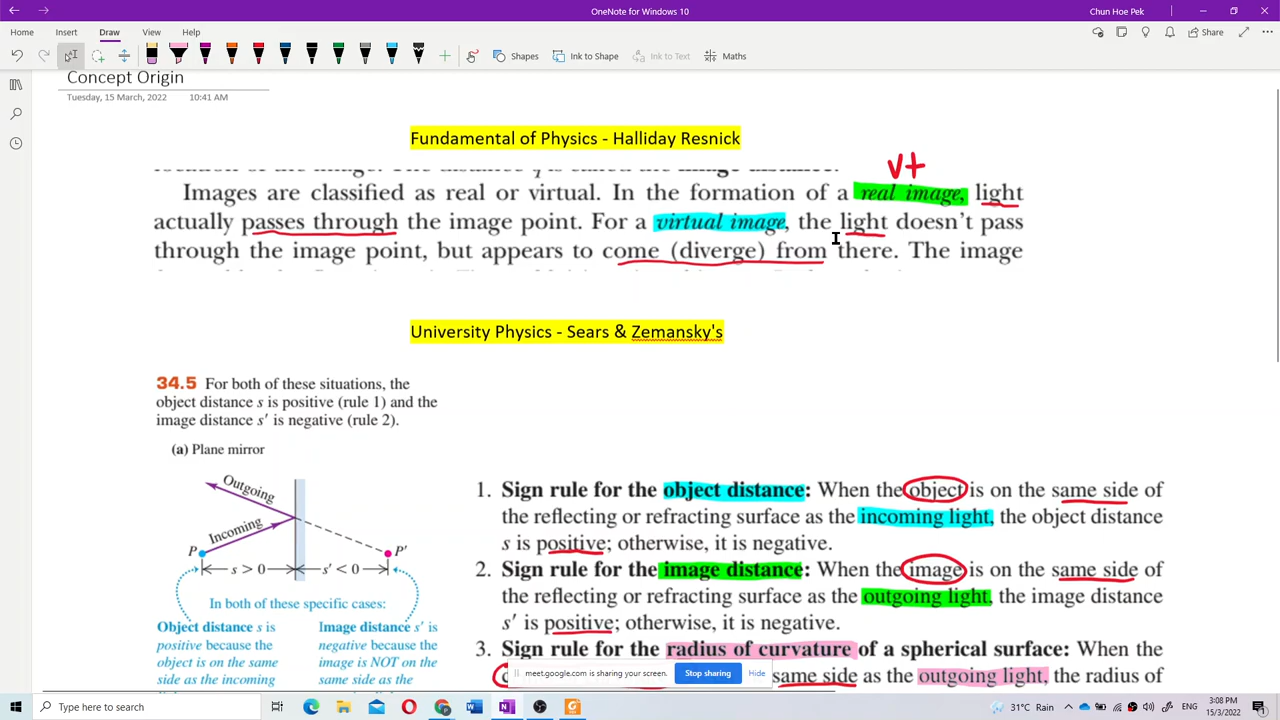 OneNote for Windows 10
Chun Hoe Pek
Home Insert Draw View Help
Share
Shapes Ink to Shape Ink to Text Maths
Concept Origin
Tuesday, 15 March, 2022 10:41 AM
Fundamental of Physics - Halliday Resnick
v+
Images are classified as real or virtual. In the formation of a real image, light
actually passes through the image point. For a virtual image, the light doesn't pass
through the image point, but appears to come (diverge) from there. The image
University Physics - Sears & Zemansky's
34.5 For both of these situations, the
object distance s is positive (rule 1) and the
image distance s′ is negative (rule 2).
(a) Plane mirror
Outgoing
Incoming
P
P′
s > 0
s′ < 0
In both of these specific cases:
Object distance s is
positive because the
object is on the same
side as the incoming
Image distance s′ is
negative because the
image is NOT on the
same side as the
1. Sign rule for the object distance: When the object is on the same side of
the reflecting or refracting surface as the incoming light, the object distance
s is positive; otherwise, it is negative.
2. Sign rule for the image distance: When the image is on the same side of
the reflecting or refracting surface as the outgoing light, the image distance
s′ is positive; otherwise, it is negative.
3. Sign rule for the radius of curvature of a spherical surface: When the
same side as the outgoing light, the radius of
meet.google.com is sharing your screen. Stop sharing Hide
Type here to search
31°C Rain
3:08 PM
15/3/2022